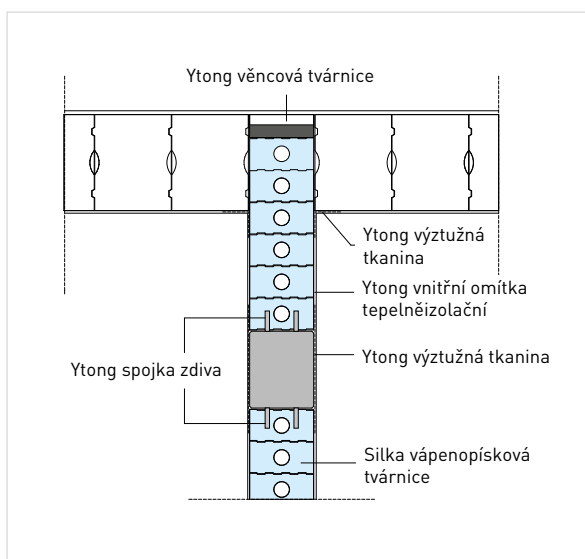 Ytong věncová tvárnice
Ytong výztužná
tkanina
Ytong vnitřní omítka
tepelněizolační
Ytong výztužná tkanina
Ytong spojka zdiva
Silka vápenopísková
tvárnice